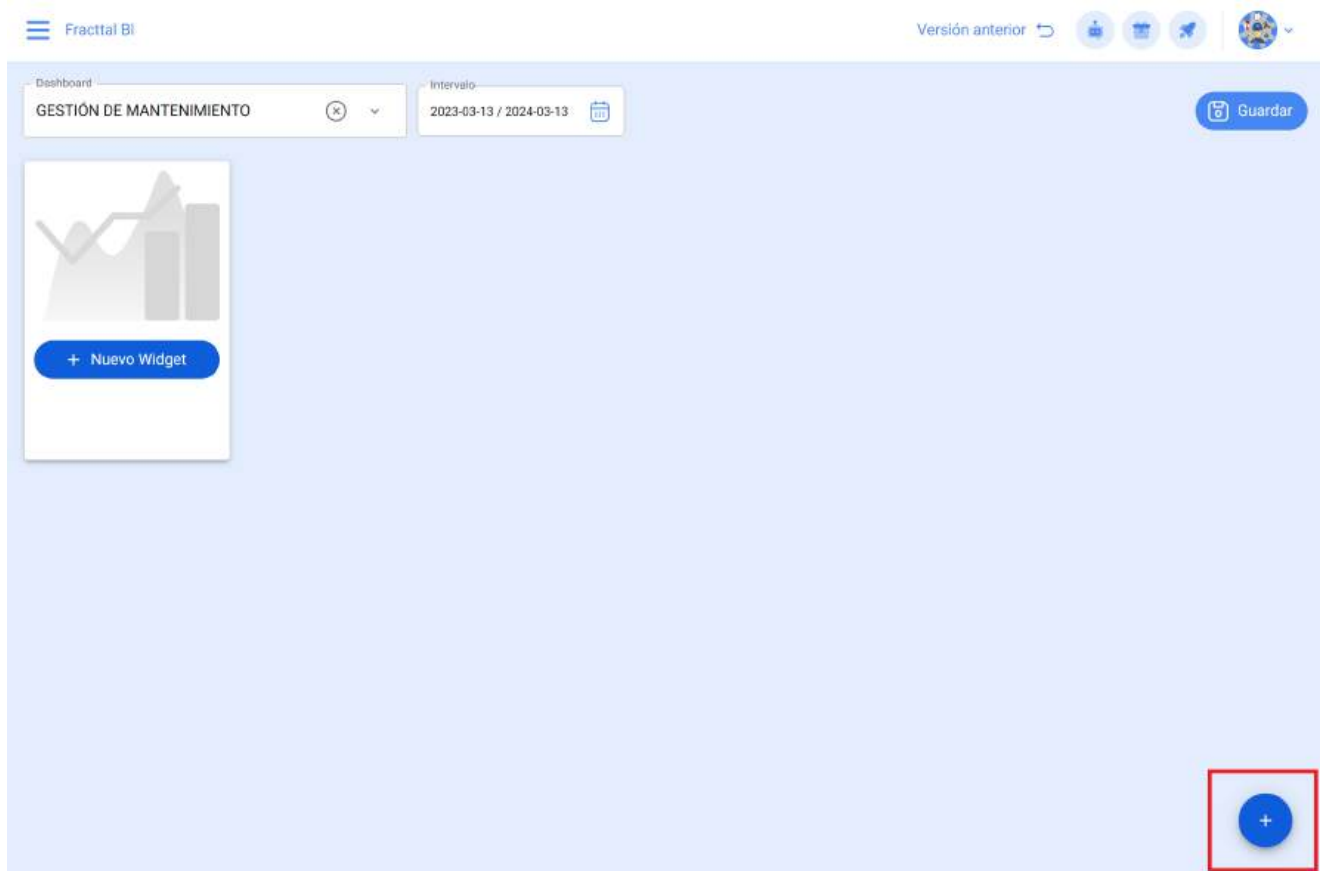 Fracttal BI
Versión anterior
Dashboard
GESTIÓN DE MANTENIMIENTO
Intervalo
2023-03-13 / 2024-03-13
Guardar
+ Nuevo Widget
+